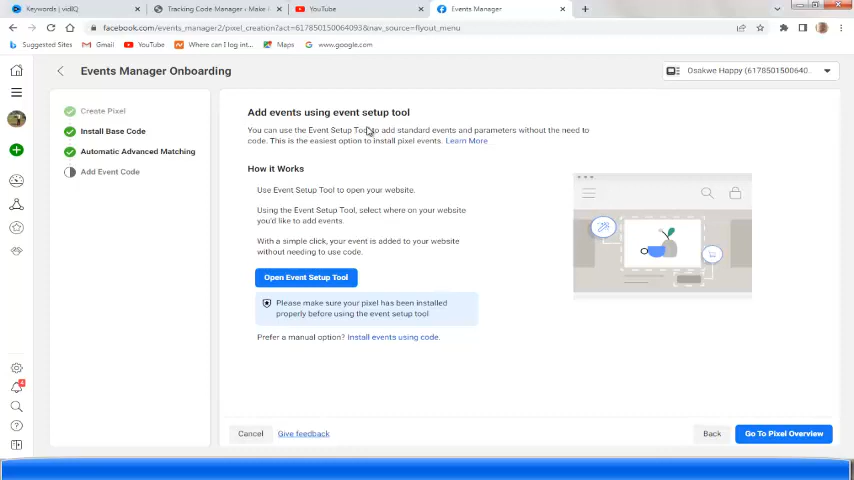 Keywords | vidIQ
Tracking Code Manager ‹ Make
YouTube
Events Manager
facebook.com/events_manager2/pixel_creation?act=617850150064093&nav_source=flyout_menu
Suggested Sites
Gmail
YouTube
Where can I log int...
Maps
www.google.com
Events Manager Onboarding
Osakwe Happy (6178501500640...
Create Pixel
Install Base Code
Automatic Advanced Matching
Add Event Code
Add events using event setup tool
You can use the Event Setup Tool to add standard events and parameters without the need to
code. This is the easiest option to install pixel events. Learn More
How it Works
Use Event Setup Tool to open your website.
Using the Event Setup Tool, select where on your website
you'd like to add events.
With a simple click, your event is added to your website
without needing to use code.
Open Event Setup Tool
Please make sure your pixel has been installed
properly before using the event setup tool
Prefer a manual option? Install events using code.
Cancel
Give feedback
Back
Go To Pixel Overview